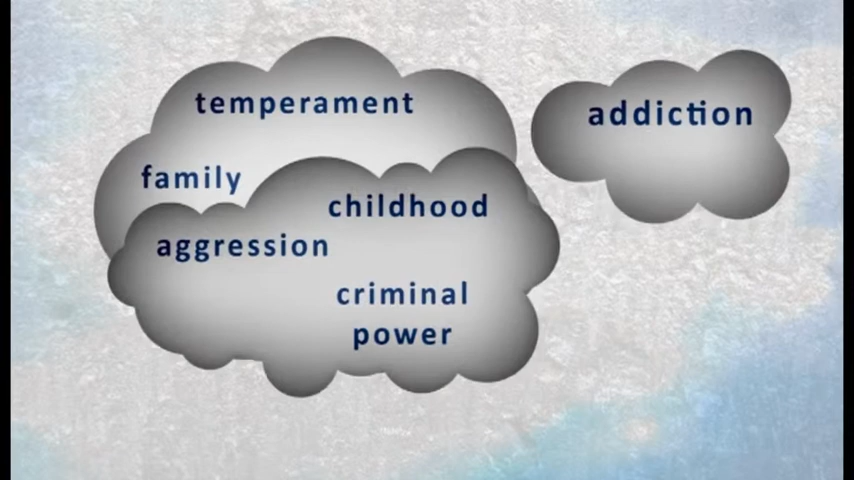 temperament
addiction
family
childhood
aggression
criminal
power